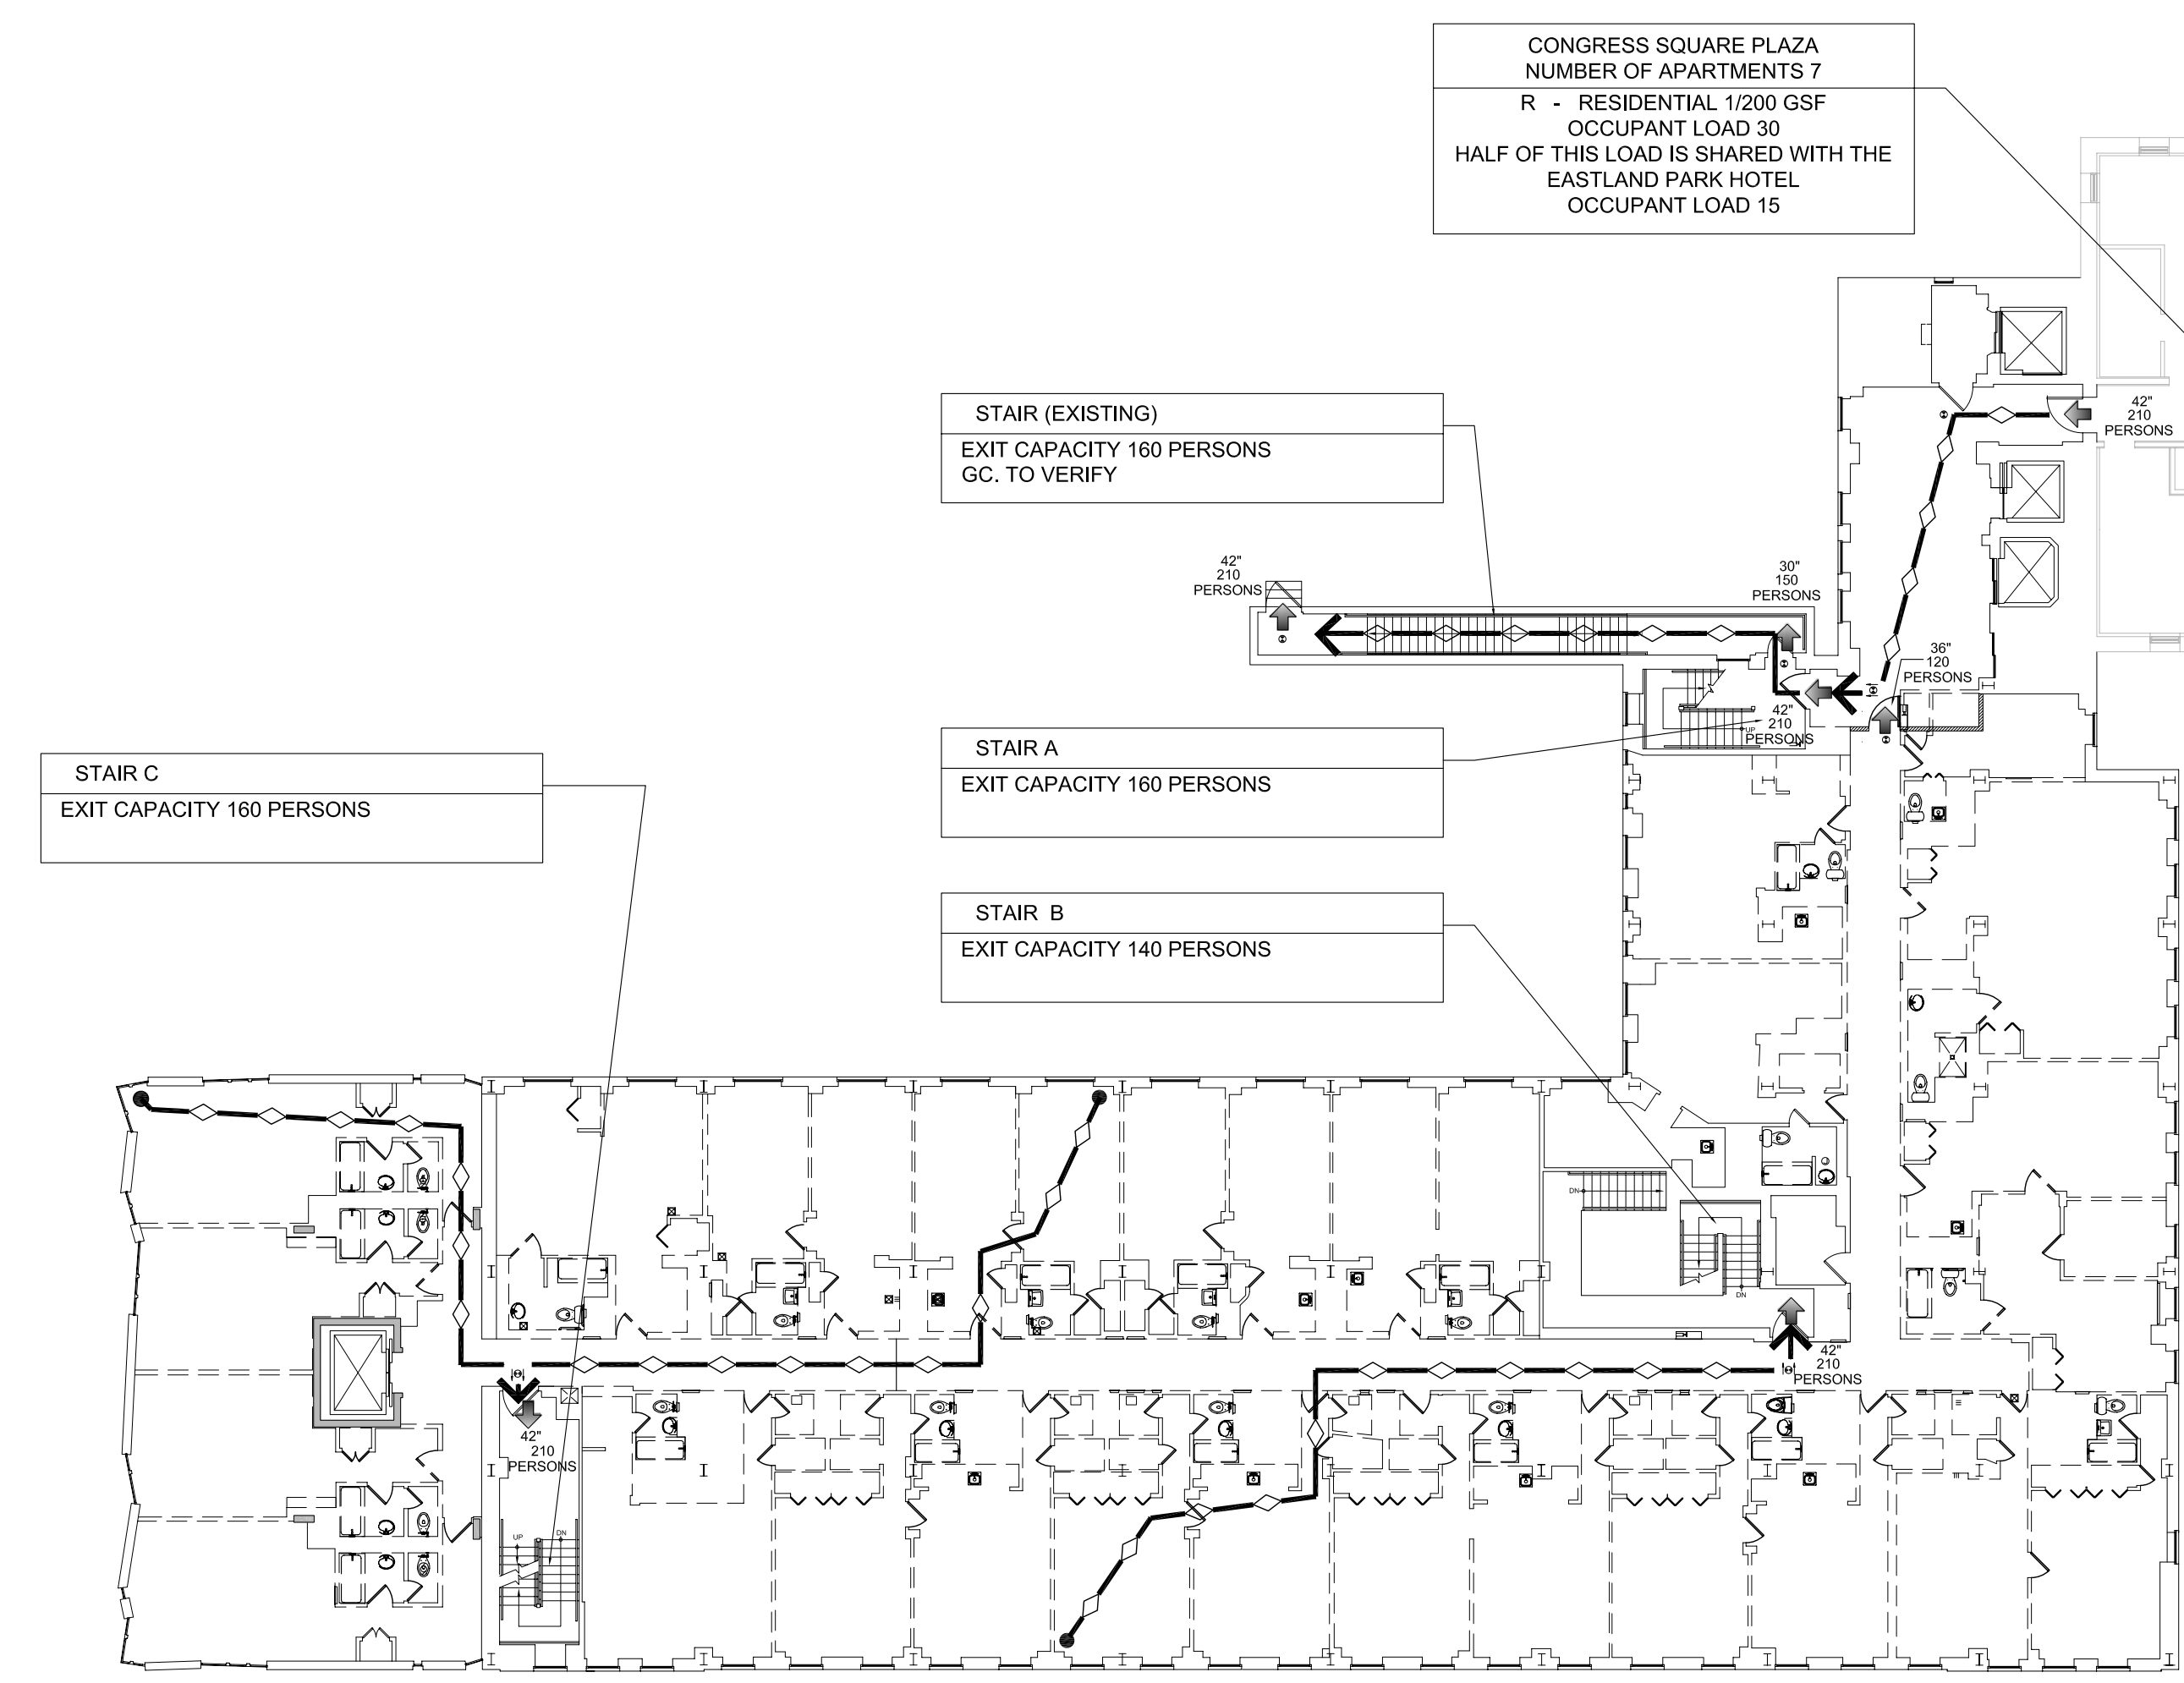 CONGRESS SQUARE PLAZA
NUMBER OF APARTMENTS 7
R - RESIDENTIAL 1/200 GSF
OCCUPANT LOAD 30
HALF OF THIS LOAD IS SHARED WITH THE
EASTLAND PARK HOTEL
OCCUPANT LOAD 15
STAIR (EXISTING)
EXIT CAPACITY 160 PERSONS
GC. TO VERIFY
42"
210
PERSONS
42"
210
PERSONS
30"
150
PERSONS
36"
120
PERSONS
42"
210
PERSONS
UP
STAIR A
EXIT CAPACITY 160 PERSONS
STAIR C
EXIT CAPACITY 160 PERSONS
STAIR B
EXIT CAPACITY 140 PERSONS
DN
DN
42"
210
PERSONS
42"
210
PERSONS
UP
DN